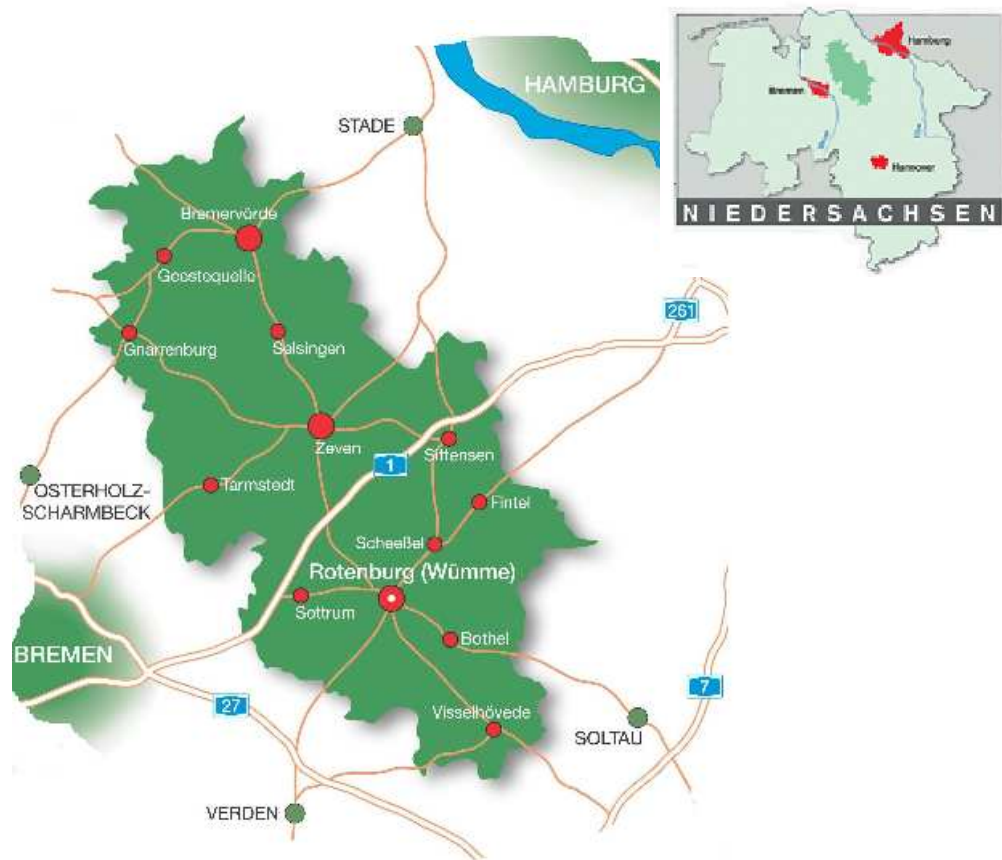 HAMBURG
STADE
Bremervörde
Geestequelle
Gnarrenburg
Selsingen
261
Zeven
Sittensen
1
Tarmstedt
OSTERHOLZ-
SCHARMBECK
Fintel
Scheeßel
Rotenburg (Wümme)
Sottrum
Bothel
BREMEN
27
7
Visselhövede
SOLTAU
VERDEN
Hamburg
Bremen
Hannover
NIEDERSACHSEN